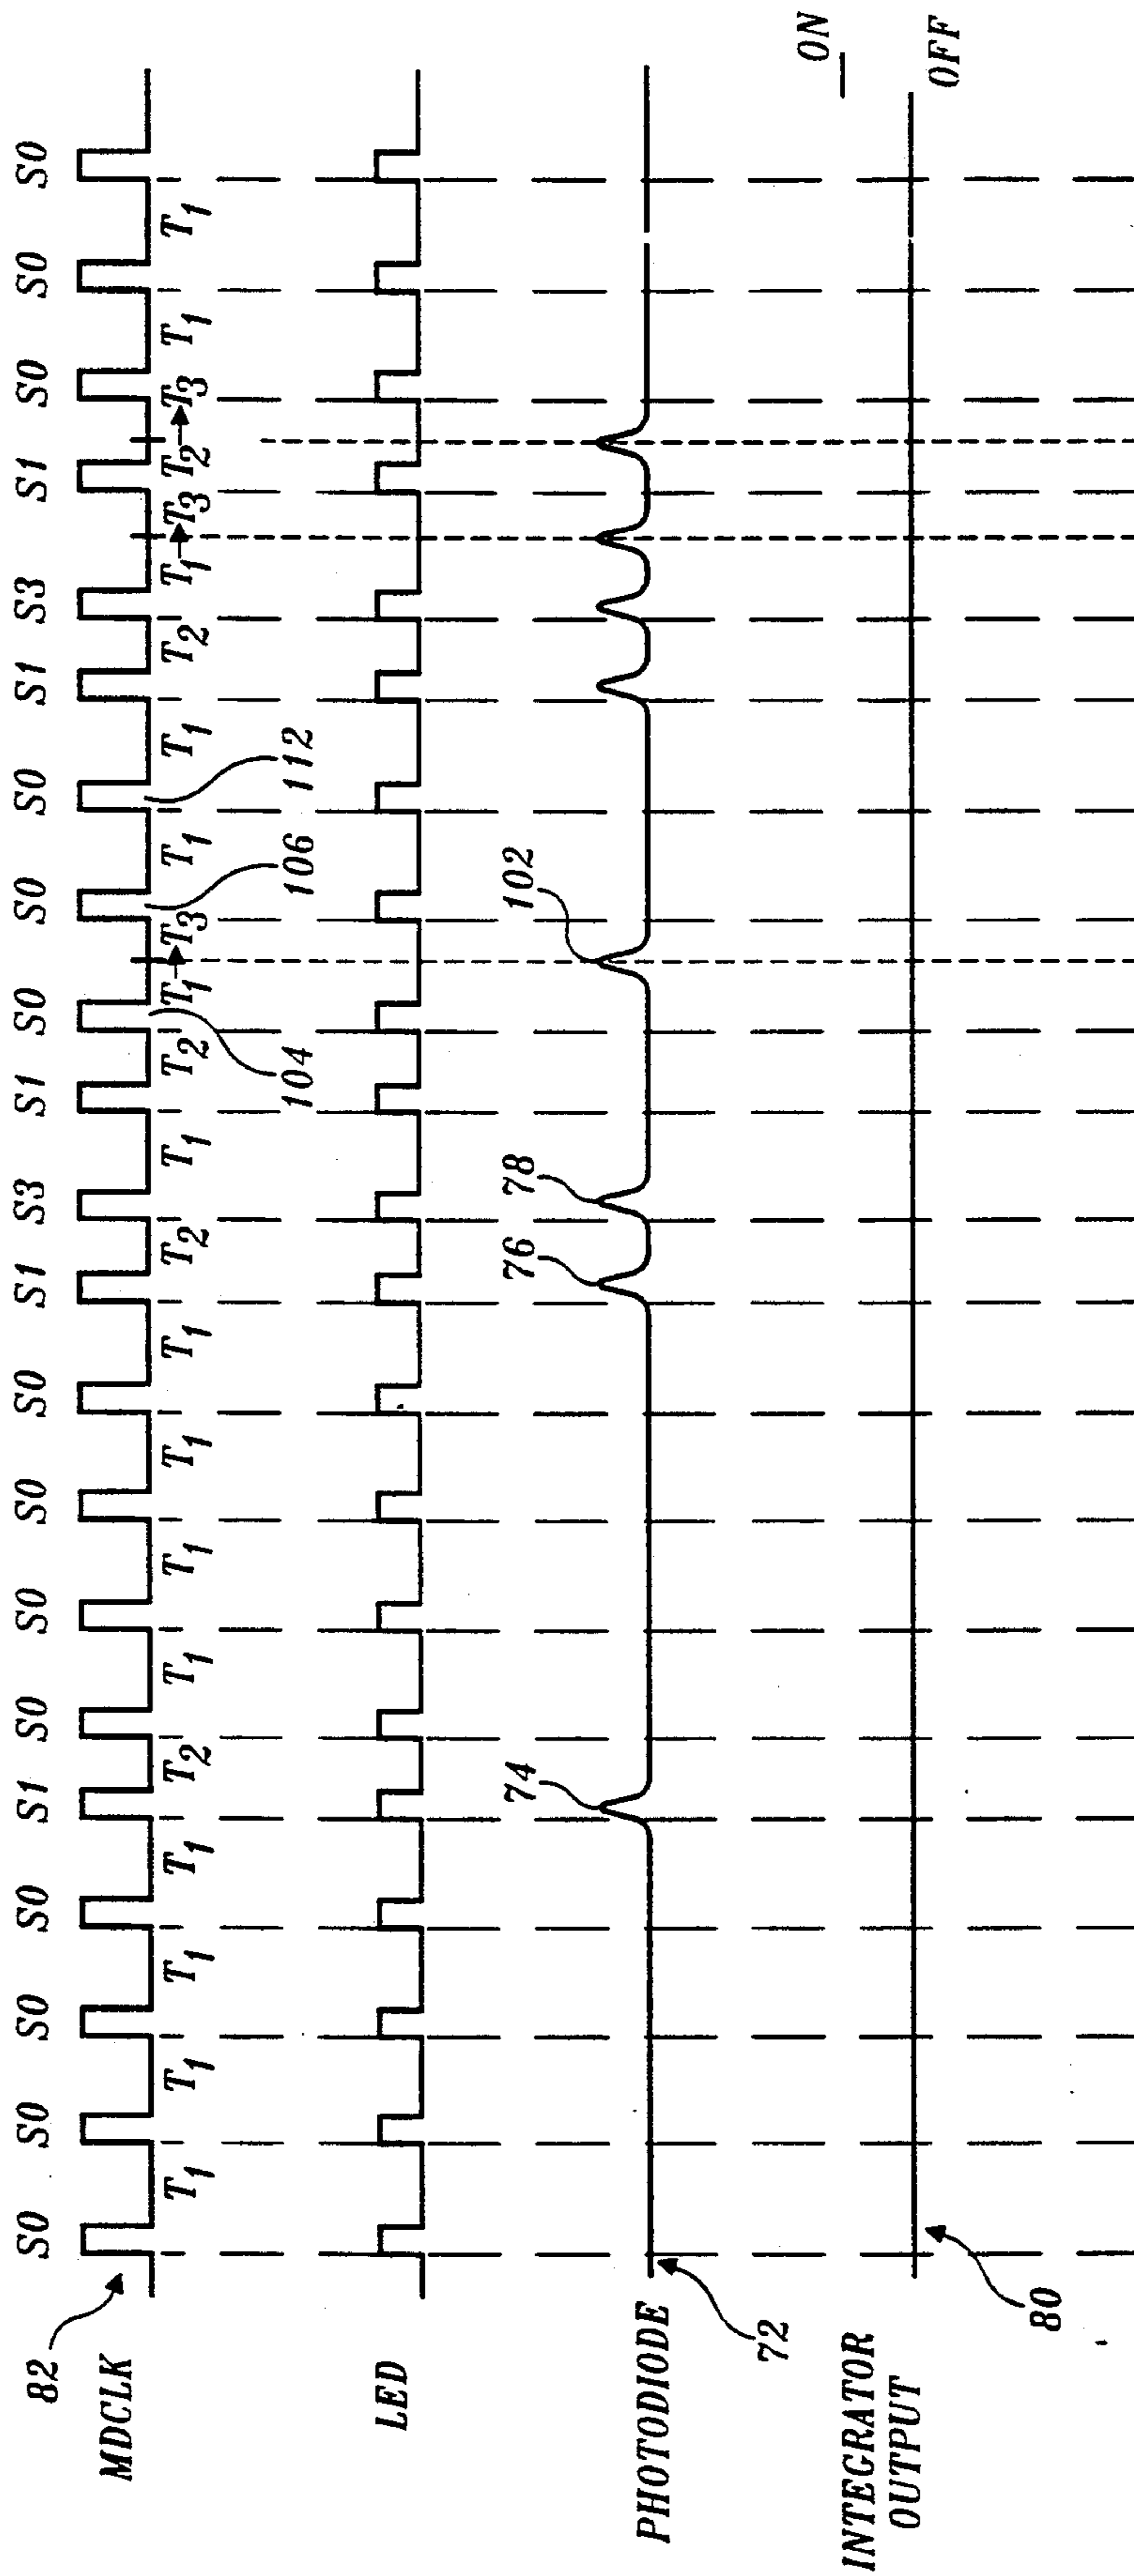 S0 S0 S0 S0 S1 S0 S0 S0 S0 S1 S3 S1 S0 S0 S0 S1 S3 S1 S0 S0 S0
82
MDCLK
T1 T1 T1 T1 T2 T1 T1 T1 T1 T2 T1 T2 T1 T3 T1 T1 T2 T1 T3 T2 T3 T1 T1
104 106 112
LED
74 76 78 102
PHOTODIODE
72
ON
INTEGRATOR
OUTPUT
OFF
80